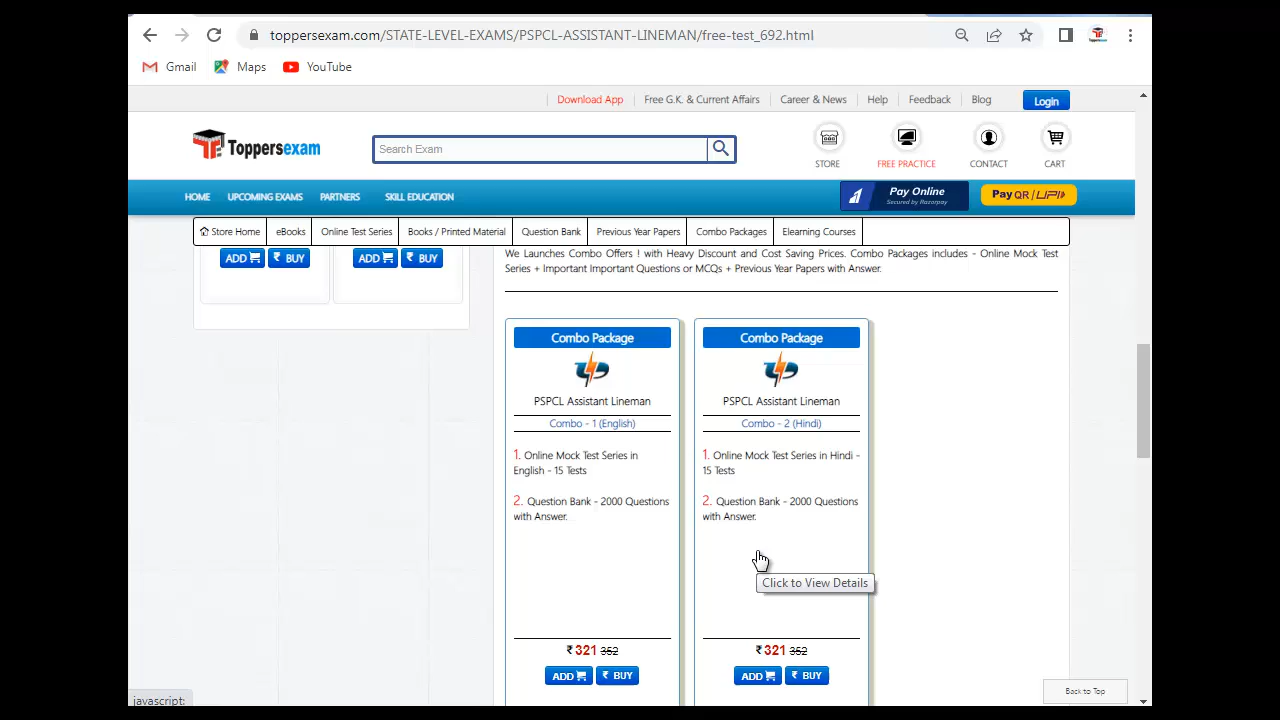 toppersexam.com/STATE-LEVEL-EXAMS/PSPCL-ASSISTANT-LINEMAN/free-test_692.html
Gmail Maps YouTube
Download App Free G.K. & Current Affairs Career & News Help Feedback Blog Login
Toppersexam
Search Exam
STORE FREE PRACTICE CONTACT CART
HOME UPCOMING EXAMS PARTNERS SKILL EDUCATION
Pay Online
Secured by Razorpay
Pay QR / UPI
Store Home eBooks Online Test Series Books / Printed Material Question Bank Previous Year Papers Combo Packages Elearning Courses
ADD ₹ BUY ADD ₹ BUY
We Launches Combo Offers ! with Heavy Discount and Cost Saving Prices. Combo Packages includes - Online Mock Test
Series + Important Important Questions or MCQs + Previous Year Papers with Answer.
Combo Package
PSPCL Assistant Lineman
Combo - 1 (English)
1. Online Mock Test Series in
English - 15 Tests
2. Question Bank - 2000 Questions
with Answer.
₹ 321 352
ADD ₹ BUY
Combo Package
PSPCL Assistant Lineman
Combo - 2 (Hindi)
1. Online Mock Test Series in Hindi -
15 Tests
2. Question Bank - 2000 Questions
with Answer.
Click to View Details
₹ 321 352
ADD ₹ BUY
Back to Top
javascript: